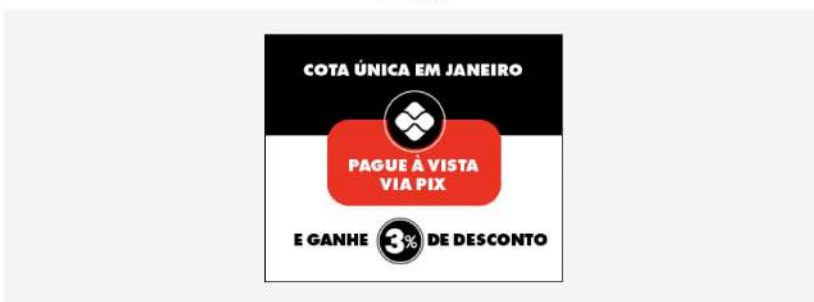 COTA ÚNICA EM JANEIRO
PAGUE À VISTA
VIA PIX
E GANHE 3% DE DESCONTO